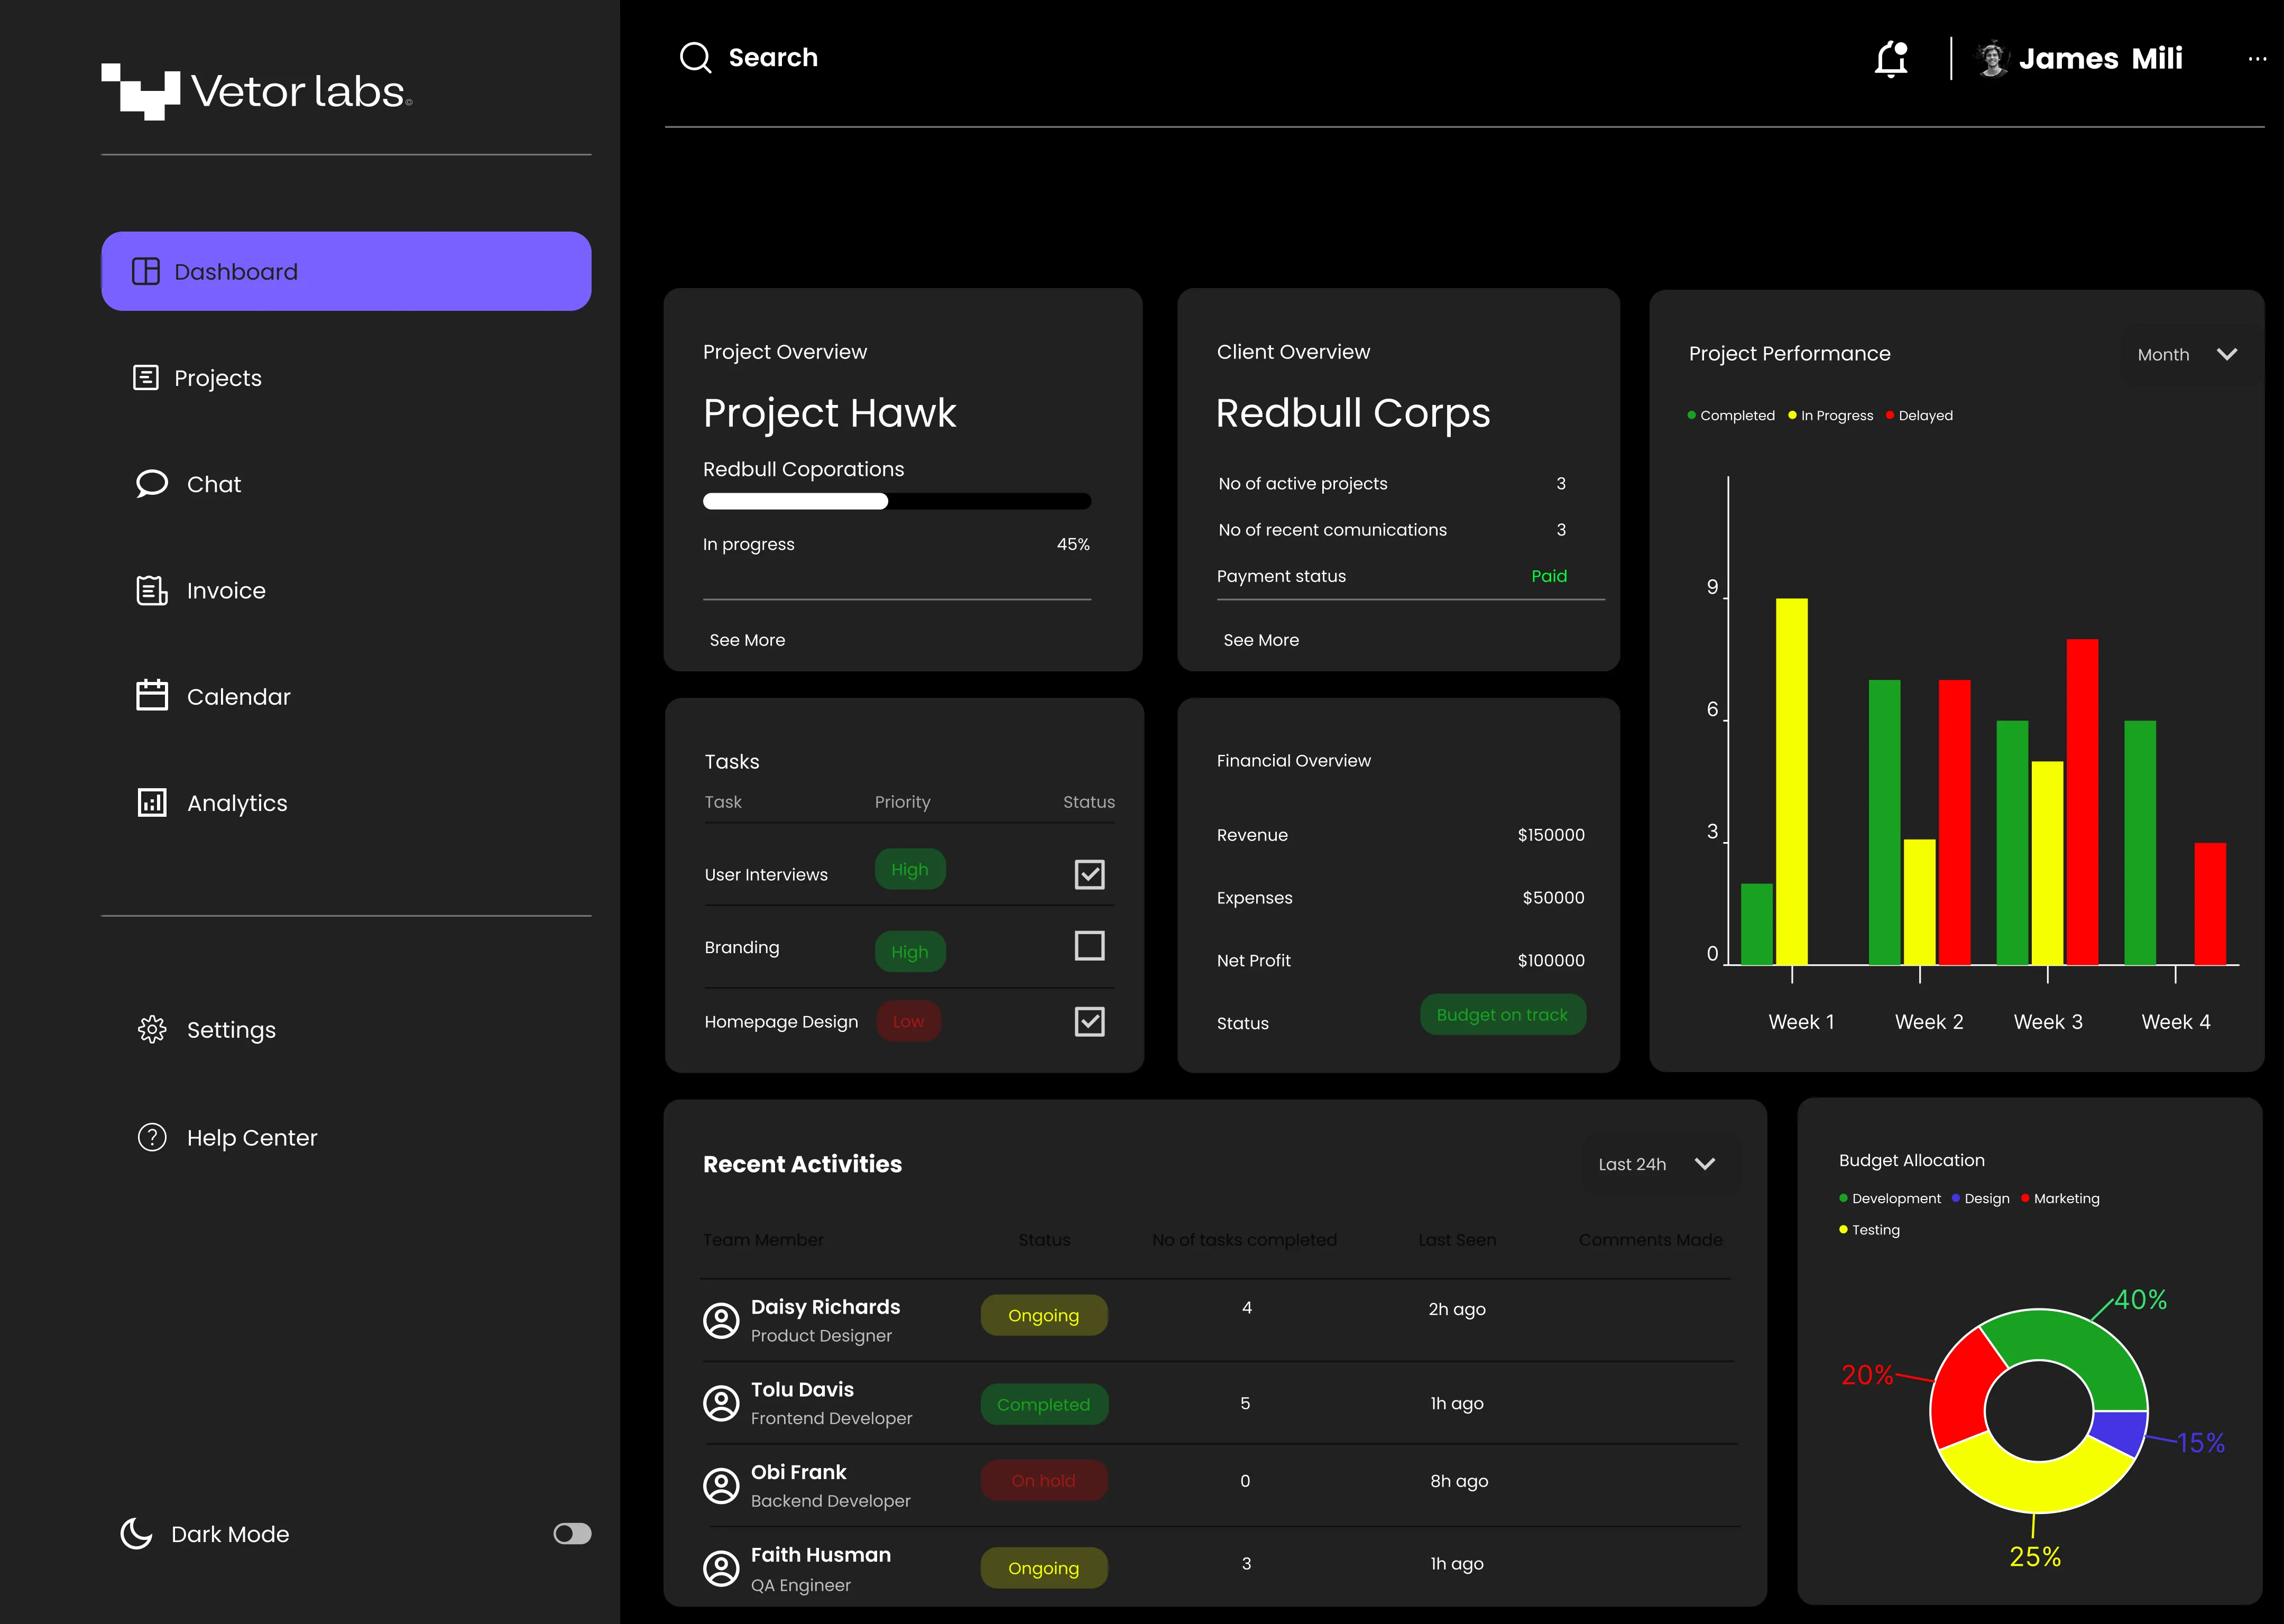 Vetor labs©
Dashboard
Projects
Chat
Invoice
Calendar
Analytics
Settings
Help Center
Dark Mode
Search
James Mili
Project Overview
Project Hawk
Redbull Coporations
In progress 45%
See More
Client Overview
Redbull Corps
No of active projects 3
No of recent comunications 3
Payment status Paid
See More
Project Performance Month
Completed In Progress Delayed
9
6
3
0
Week 1 Week 2 Week 3 Week 4
Tasks
Task Priority Status
User Interviews High
Branding High
Homepage Design Low
Financial Overview
Revenue $150000
Expenses $50000
Net Profit $100000
Status Budget on track
Recent Activities Last 24h
Team Member Status No of tasks completed Last Seen Comments Made
Daisy Richards Ongoing 4 2h ago
Product Designer
Tolu Davis Completed 5 1h ago
Frontend Developer
Obi Frank On hold 0 8h ago
Backend Developer
Faith Husman Ongoing 3 1h ago
QA Engineer
Budget Allocation
Development Design Marketing
Testing
40%
20%
15%
25%